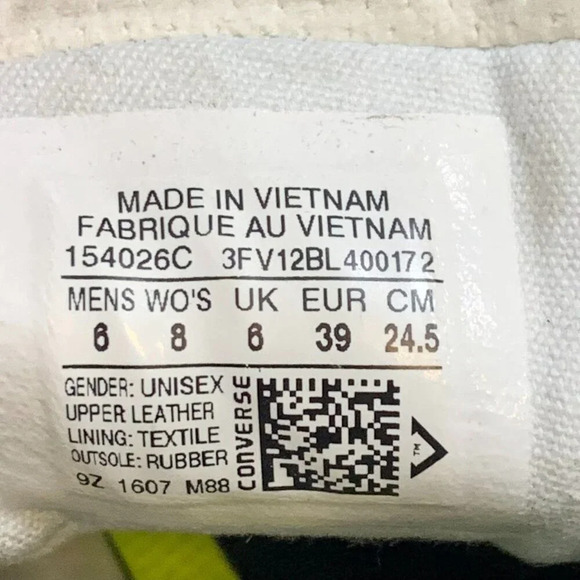 MADE IN VIETNAM
FABRIQUE AU VIETNAM
154026C 3FV12BL400172
MENS WO'S UK EUR CM
6 8 6 39 24.5
GENDER: UNISEX
UPPER LEATHER
LINING: TEXTILE
OUTSOLE: RUBBER
9Z 1607 M88
CONVERSE
TM